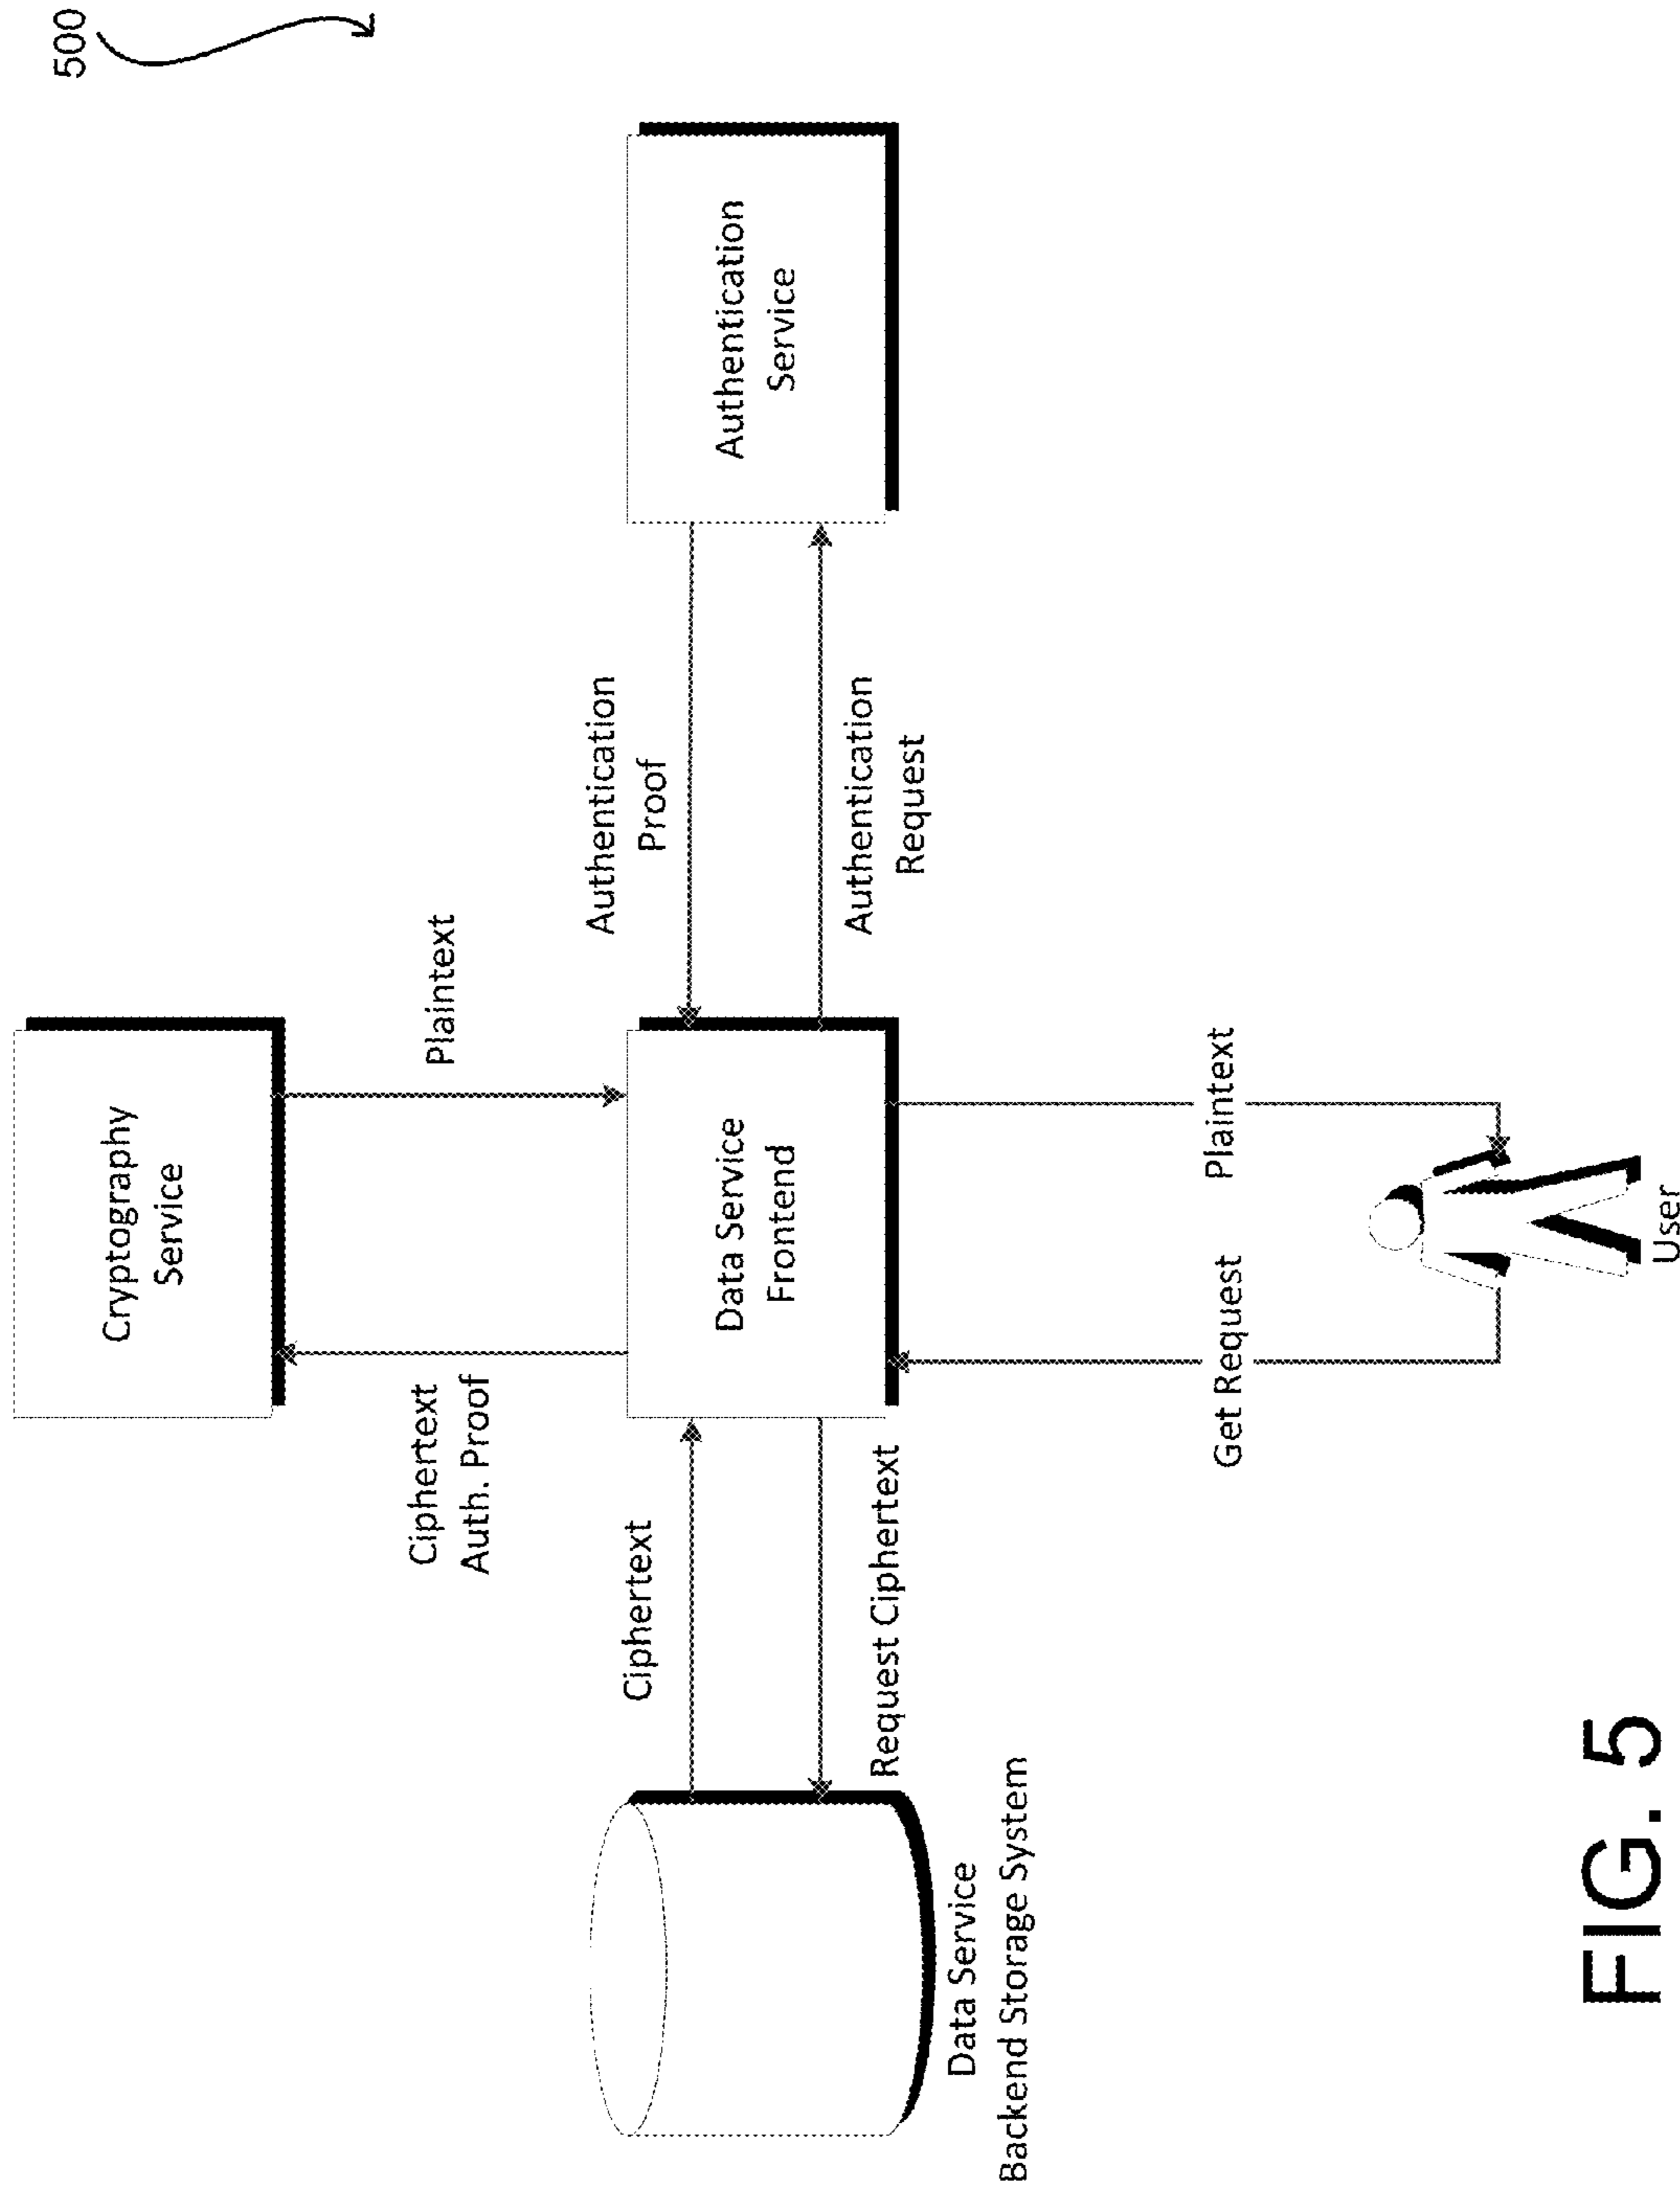 500
Cryptography
Service
Ciphertext
Auth. Proof
Plaintext
Ciphertext
Request Ciphertext
Data Service
Backend Storage System
Data Service
Frontend
Authentication
Proof
Authentication
Request
Authentication
Service
Get Request
Plaintext
User
FIG. 5